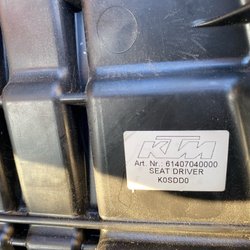 KTM
Art. Nr.: 61407040000
SEAT DRIVER
K0SDD0